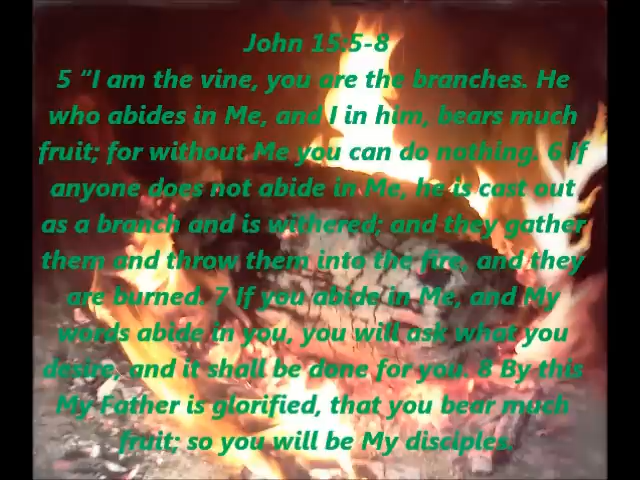 John 15:5-8
5 “I am the vine, you are the branches. He
who abides in Me, and I in him, bears much
fruit; for without Me you can do nothing. 6 If
anyone does not abide in Me, he is cast out
as a branch and is withered; and they gather
them and throw them into the fire, and they
are burned. 7 If you abide in Me, and My
words abide in you, you will ask what you
desire, and it shall be done for you. 8 By this
My Father is glorified, that you bear much
fruit; so you will be My disciples.